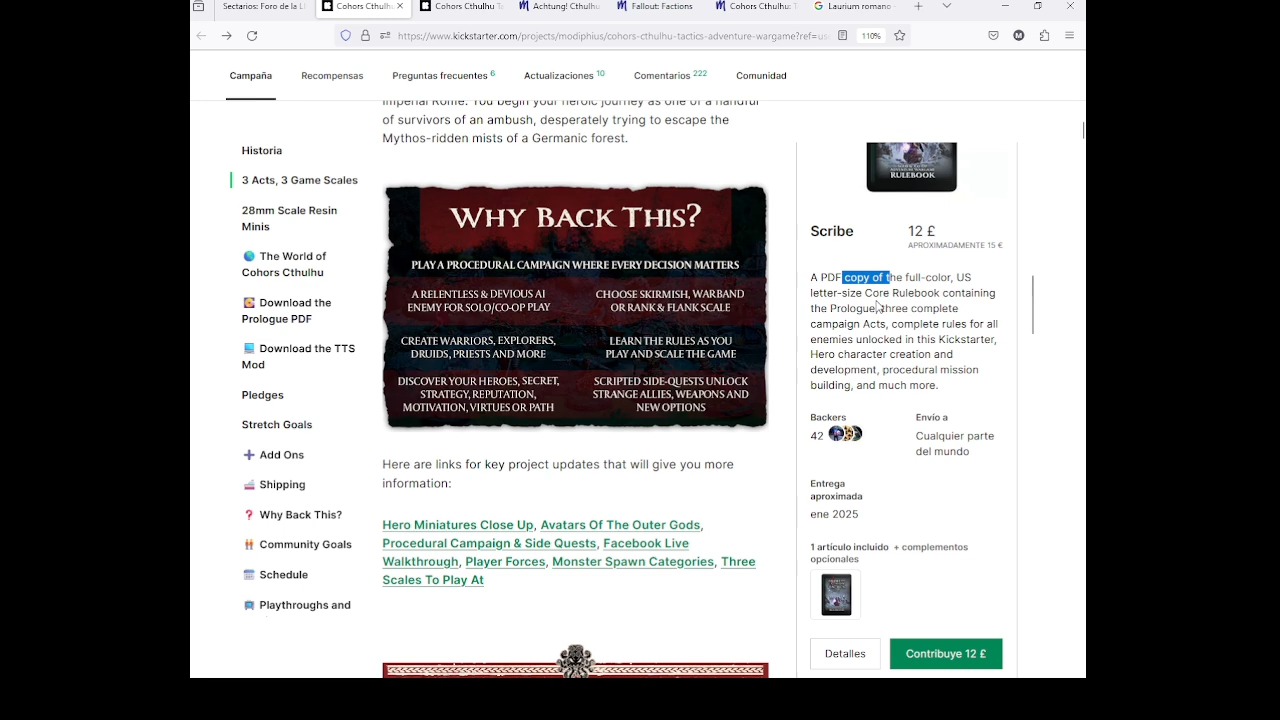 Sectarios: Foro de la Li
Cohors Cthulhu
Cohors Cthulhu Ta
Achtung! Cthulhu
Fallout: Factions
Cohors Cthulhu: T
Laurium romano
https://www.kickstarter.com/projects/modiphius/cohors-cthulhu-tactics-adventure-wargame?ref=us
110%
Campaña
Recompensas
Preguntas frecuentes 6
Actualizaciones 10
Comentarios 222
Comunidad
Imperial Rome. You begin your heroic journey as one of a handful
of survivors of an ambush, desperately trying to escape the
Mythos-ridden mists of a Germanic forest.
Historia
3 Acts, 3 Game Scales
28mm Scale Resin
Minis
The World of
Cohors Cthulhu
Download the
Prologue PDF
Download the TTS
Mod
Pledges
Stretch Goals
Add Ons
Shipping
Why Back This?
Community Goals
Schedule
Playthroughs and
WHY BACK THIS?
PLAY A PROCEDURAL CAMPAIGN WHERE EVERY DECISION MATTERS
A RELENTLESS & DEVIOUS AI
ENEMY FOR SOLO/CO-OP PLAY
CHOOSE SKIRMISH, WARBAND
OR RANK & FLANK SCALE
CREATE WARRIORS, EXPLORERS,
DRUIDS, PRIESTS AND MORE
LEARN THE RULES AS YOU
PLAY AND SCALE THE GAME
DISCOVER YOUR HEROES, SECRET,
STRATEGY, REPUTATION,
MOTIVATION, VIRTUES OR PATH
SCRIPTED SIDE-QUESTS UNLOCK
STRANGE ALLIES, WEAPONS AND
NEW OPTIONS
Here are links for key project updates that will give you more
information:
Hero Miniatures Close Up, Avatars Of The Outer Gods,
Procedural Campaign & Side Quests, Facebook Live
Walkthrough, Player Forces, Monster Spawn Categories, Three
Scales To Play At
RULEBOOK
Scribe
12 £
APROXIMADAMENTE 15 €
A PDF copy of the full-color, US
letter-size Core Rulebook containing
the Prologue, three complete
campaign Acts, complete rules for all
enemies unlocked in this Kickstarter,
Hero character creation and
development, procedural mission
building, and much more.
Backers
42
Envío a
Cualquier parte
del mundo
Entrega
aproximada
ene 2025
1 artículo incluido + complementos
opcionales
Detalles
Contribuye 12 £